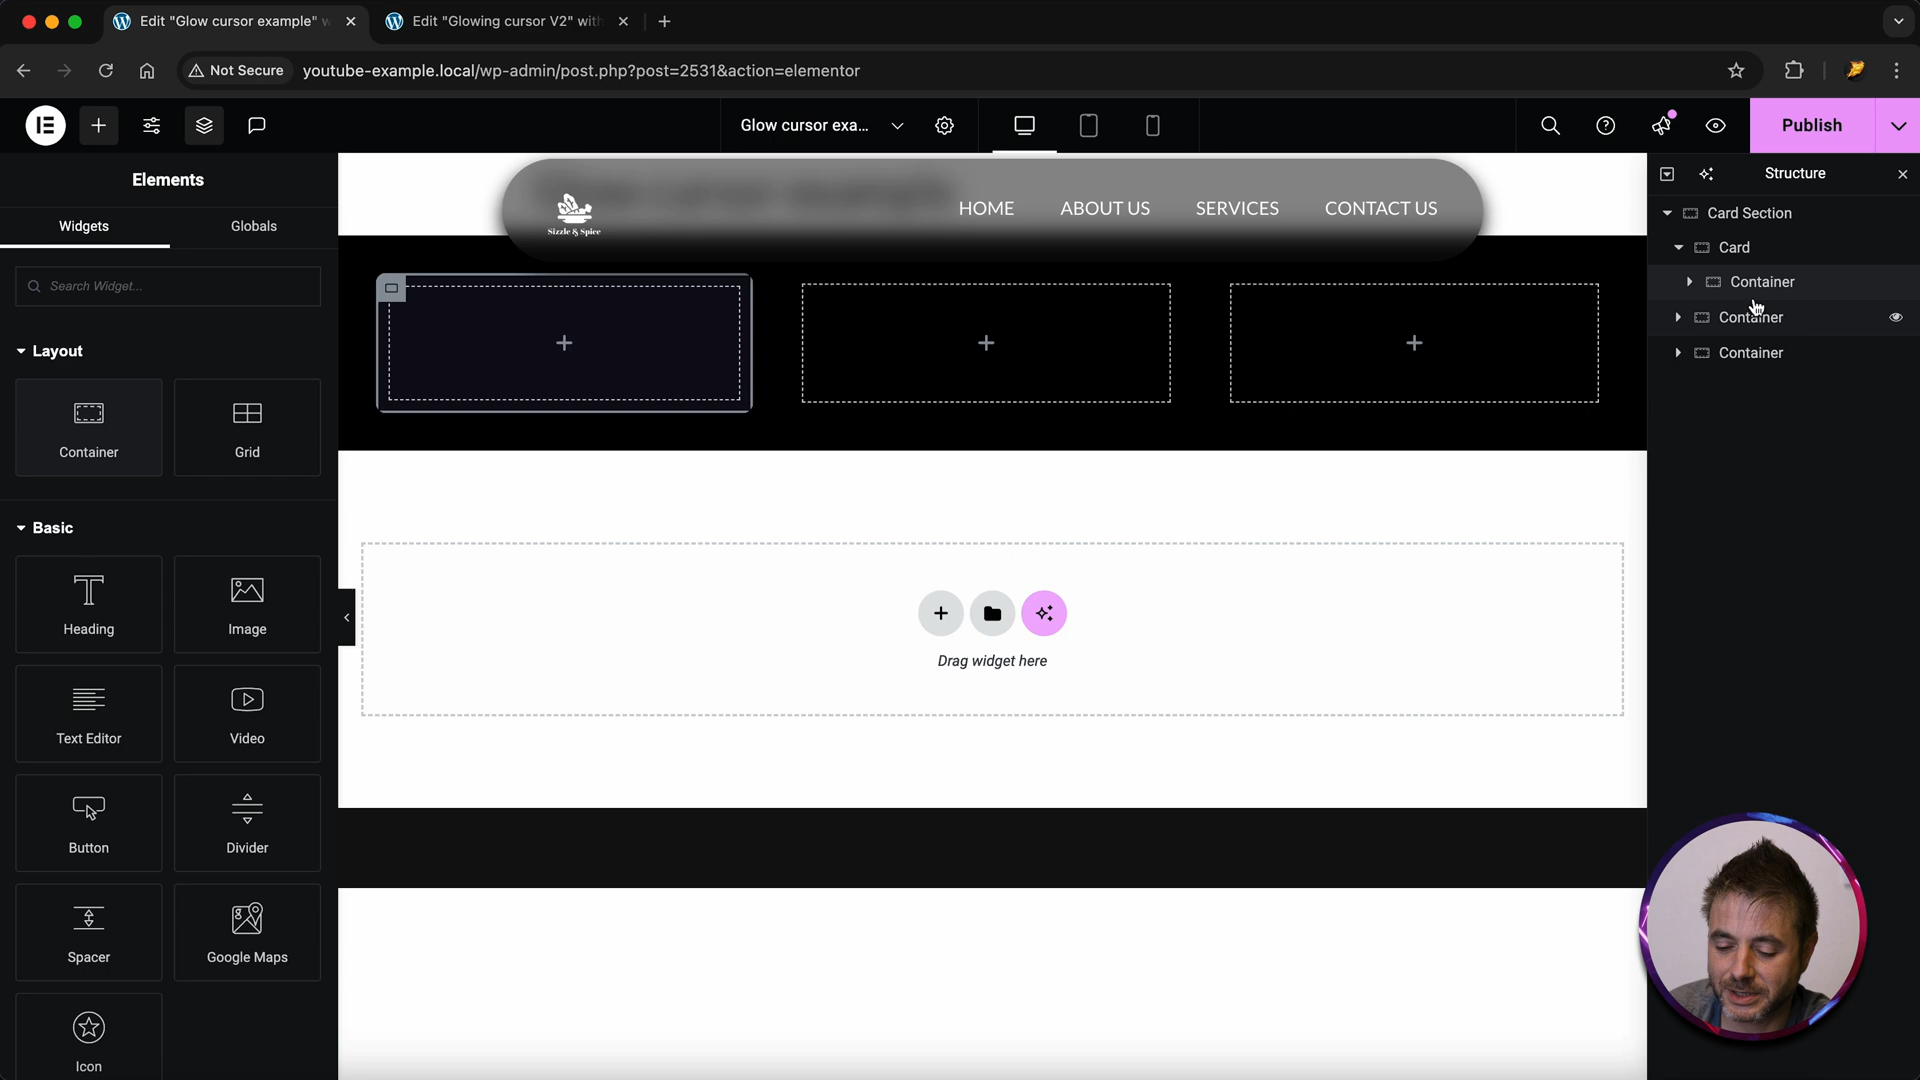 Edit "Glow cursor example" w
Edit "Glowing cursor V2" with
Not Secure
youtube-example.local/wp-admin/post.php?post=2531&action=elementor
Glow cursor exa...
Publish
Elements
Widgets
Globals
Search Widget...
Layout
Container
Grid
Basic
Heading
Image
Text Editor
Video
Button
Divider
Spacer
Google Maps
Icon
Glow cursor example
Sizzle & Spice
HOME
ABOUT US
SERVICES
CONTACT US
Drag widget here
Structure
Card Section
Card
Container
Container
Container